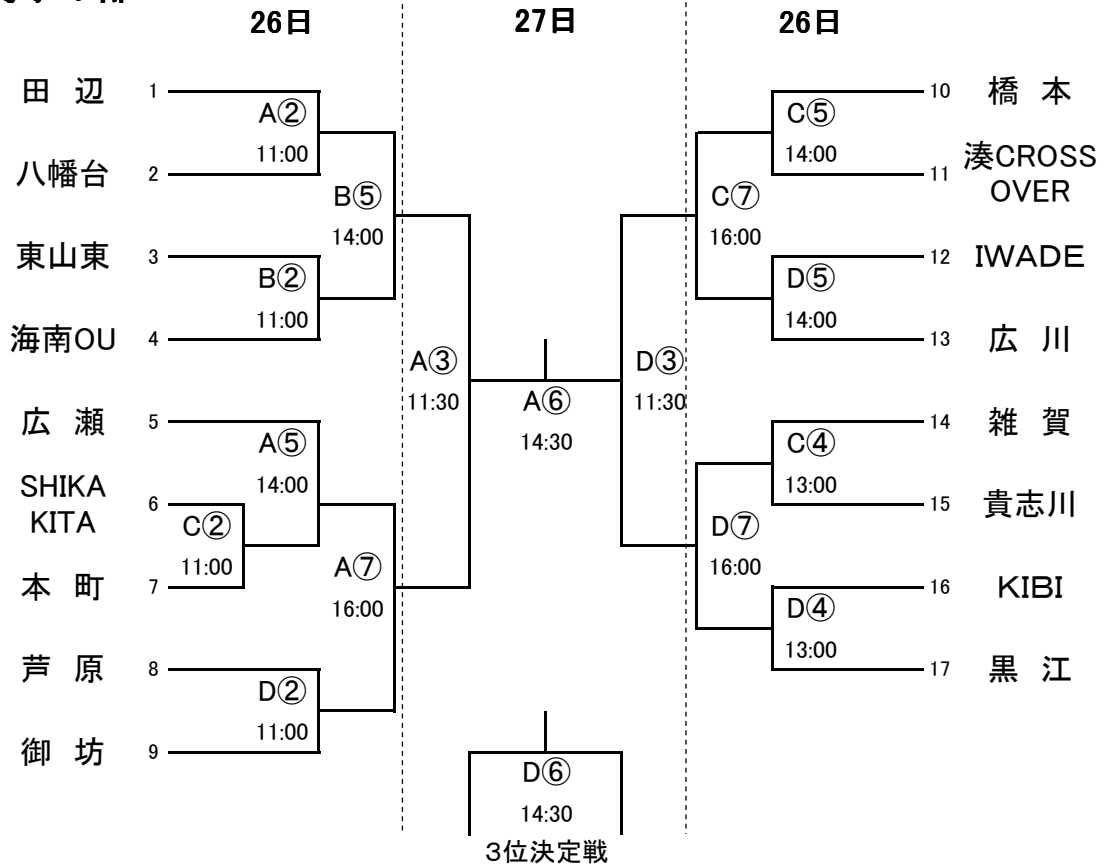 26日
27日
26日
田 辺
1
A②
11:00
八幡台
2
B⑤
14:00
東山東
3
B②
11:00
海南OU
4
A③
11:30
広 瀬
5
A⑤
14:00
SHIKA
KITA
6
C②
11:00
本 町
7
A⑦
16:00
芦 原
8
D②
11:00
御 坊
9
A⑥
14:30
D⑥
14:30
3位決定戦
10
橋 本
C⑤
14:00
11
湊CROSS
OVER
C⑦
16:00
12
IWADE
D⑤
14:00
13
広 川
D③
11:30
14
雑 賀
C④
13:00
15
貴志川
D⑦
16:00
16
KIBI
D④
13:00
17
黒 江